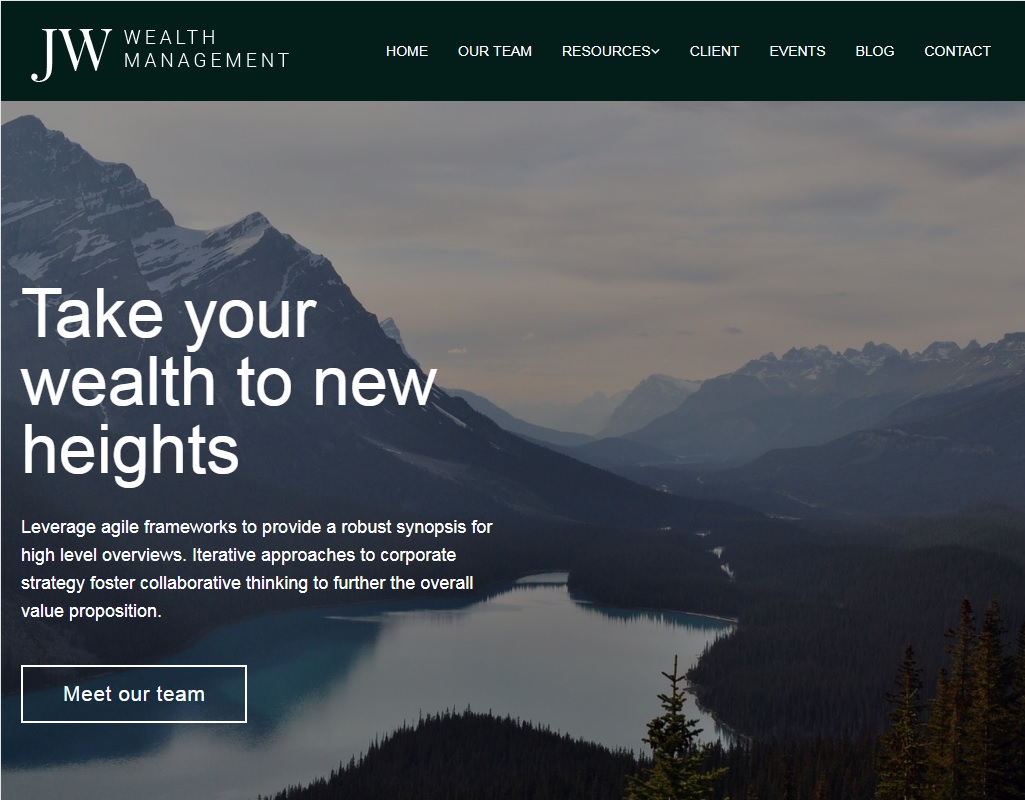 JW WEALTH
MANAGEMENT
HOME OUR TEAM RESOURCES CLIENT EVENTS BLOG CONTACT
Take your
wealth to new
heights
Leverage agile frameworks to provide a robust synopsis for
high level overviews. Iterative approaches to corporate
strategy foster collaborative thinking to further the overall
value proposition.
Meet our team